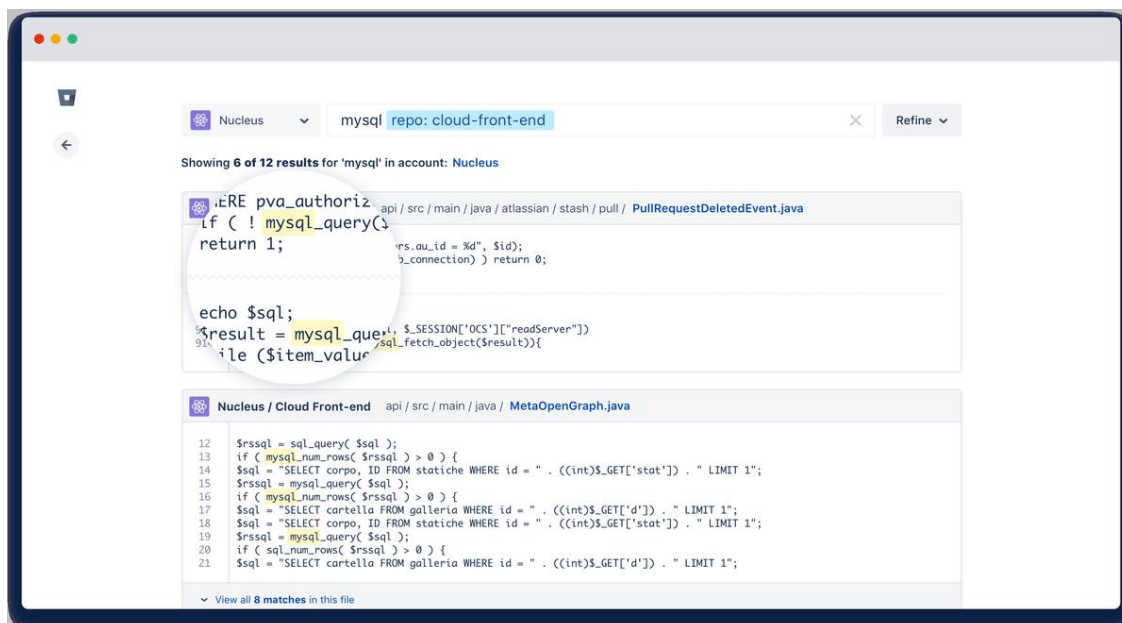 Nucleus
mysql repo: cloud-front-end
Refine
Showing 6 of 12 results for 'mysql' in account: Nucleus
api / src / main / java / atlassian / stash / pull / PullRequestDeletedEvent.java
pva_authoriz
if ( ! mysql_query($
return 1;
.au_id = %d", $id);
_connection) ) return 0;
echo $sql;
$result = mysql_que
$_SESSION['OCS']["readServer"])
sql_fetch_object($result)){
($item_value
Nucleus / Cloud Front-end api / src / main / java / MetaOpenGraph.java
12 $rssql = sql_query( $sql );
13 if ( mysql_num_rows( $rssql ) > 0 ) {
14 $sql = "SELECT corpo, ID FROM statiche WHERE id = " . ((int)$_GET['stat']) . " LIMIT 1";
15 $rssql = mysql_query( $sql );
16 if ( mysql_num_rows( $rssql ) > 0 ) {
17 $sql = "SELECT cartella FROM galleria WHERE id = " . ((int)$_GET['d']) . " LIMIT 1";
18 $sql = "SELECT corpo, ID FROM statiche WHERE id = " . ((int)$_GET['stat']) . " LIMIT 1";
19 $rssql = mysql_query( $sql );
20 if ( sql_num_rows( $rssql ) > 0 ) {
21 $sql = "SELECT cartella FROM galleria WHERE id = " . ((int)$_GET['d']) . " LIMIT 1";
View all 8 matches in this file